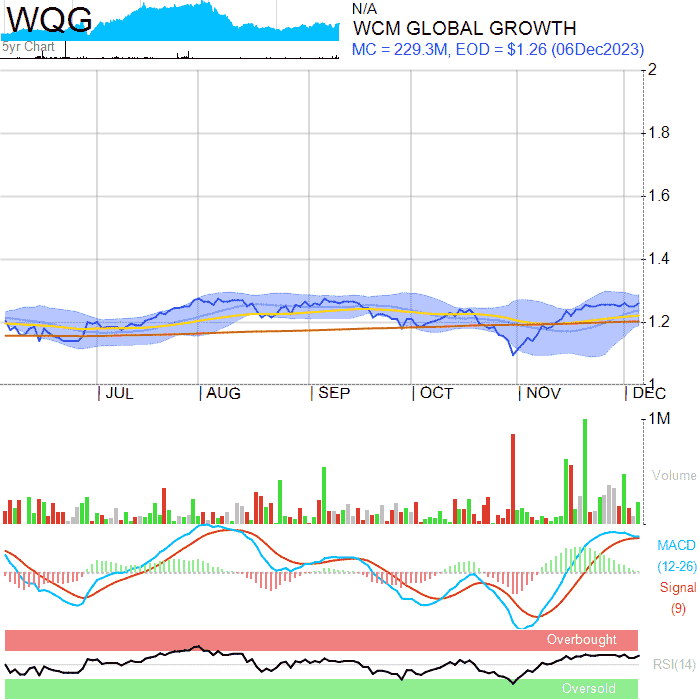 WQG
5yr Chart
N/A
WCM GLOBAL GROWTH
MC = 229.3M, EOD = $1.26 (06Dec2023)
2
1.8
1.6
1.4
1.2
1
JUL AUG SEP OCT NOV DEC
1M
Volume
MACD
(12-26)
Signal
(9)
Overbought
RSI(14)
Oversold